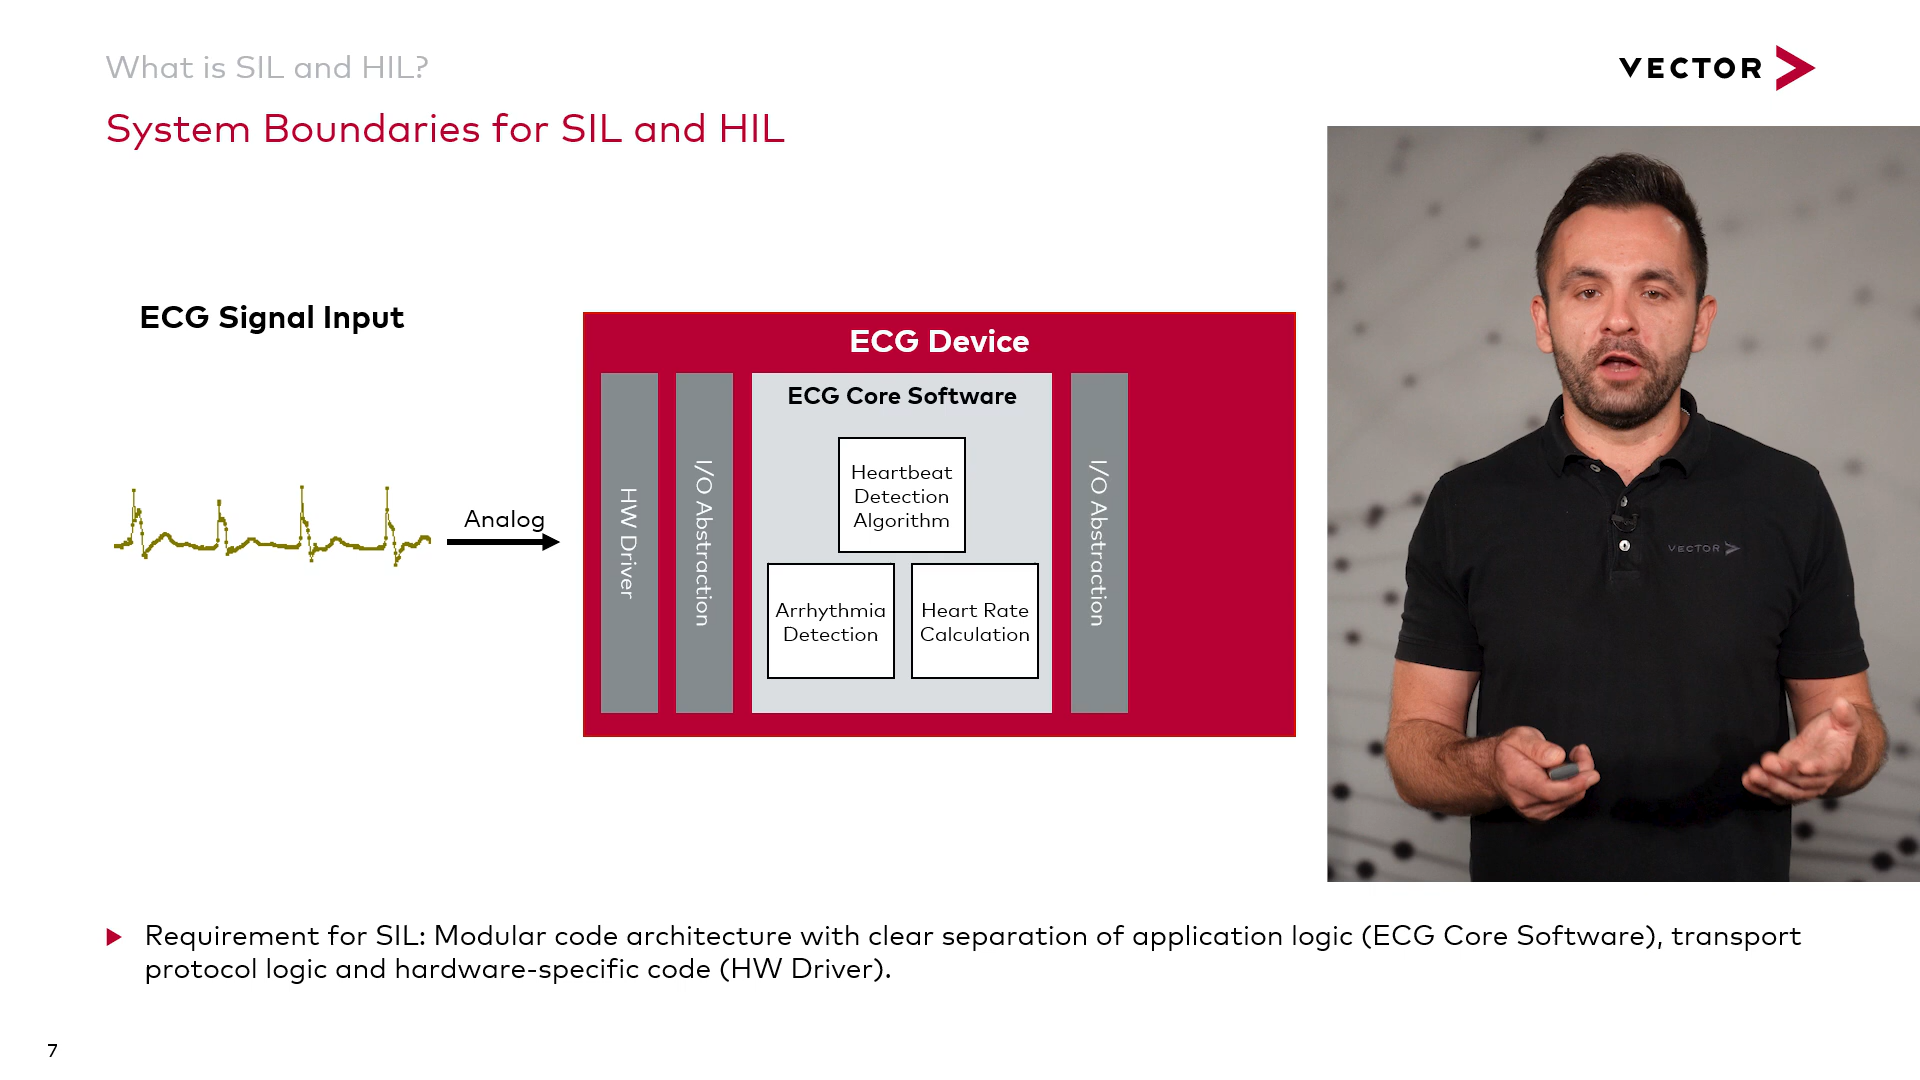 What is SIL and HIL?
VECTOR
System Boundaries for SIL and HIL
ECG Signal Input
Analog
ECG Device
HW Driver
I/O Abstraction
ECG Core Software
Heartbeat
Detection
Algorithm
Arrhythmia
Detection
Heart Rate
Calculation
I/O Abstraction
VECTOR
Requirement for SIL: Modular code architecture with clear separation of application logic (ECG Core Software), transport
protocol logic and hardware-specific code (HW Driver).
7